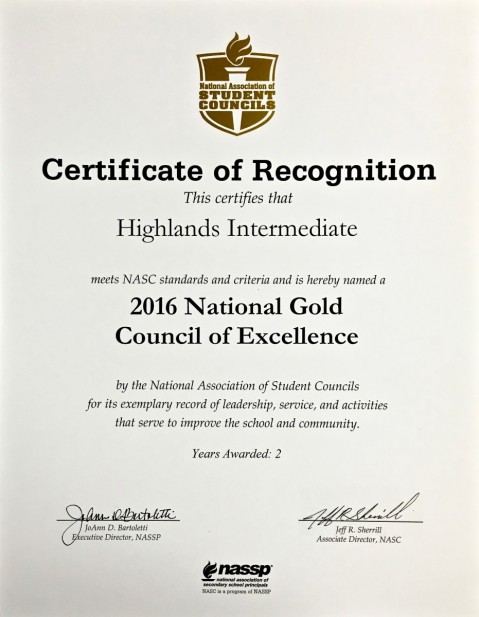 National Association of
STUDENT
COUNCILS
Certificate of Recognition
This certifies that
Highlands Intermediate
meets NASC standards and criteria and is hereby named a
2016 National Gold
Council of Excellence
by the National Association of Student Councils
for its exemplary record of leadership, service, and activities
that serve to improve the school and community.
Years Awarded: 2
JoAnn D Bartoletti
JoAnn D. Bartoletti
Executive Director, NASSP
Jeff R Sherrill
Jeff R. Sherrill
Associate Director, NASC
nassp
national association of
secondary school principals
NASC is a program of NASSP